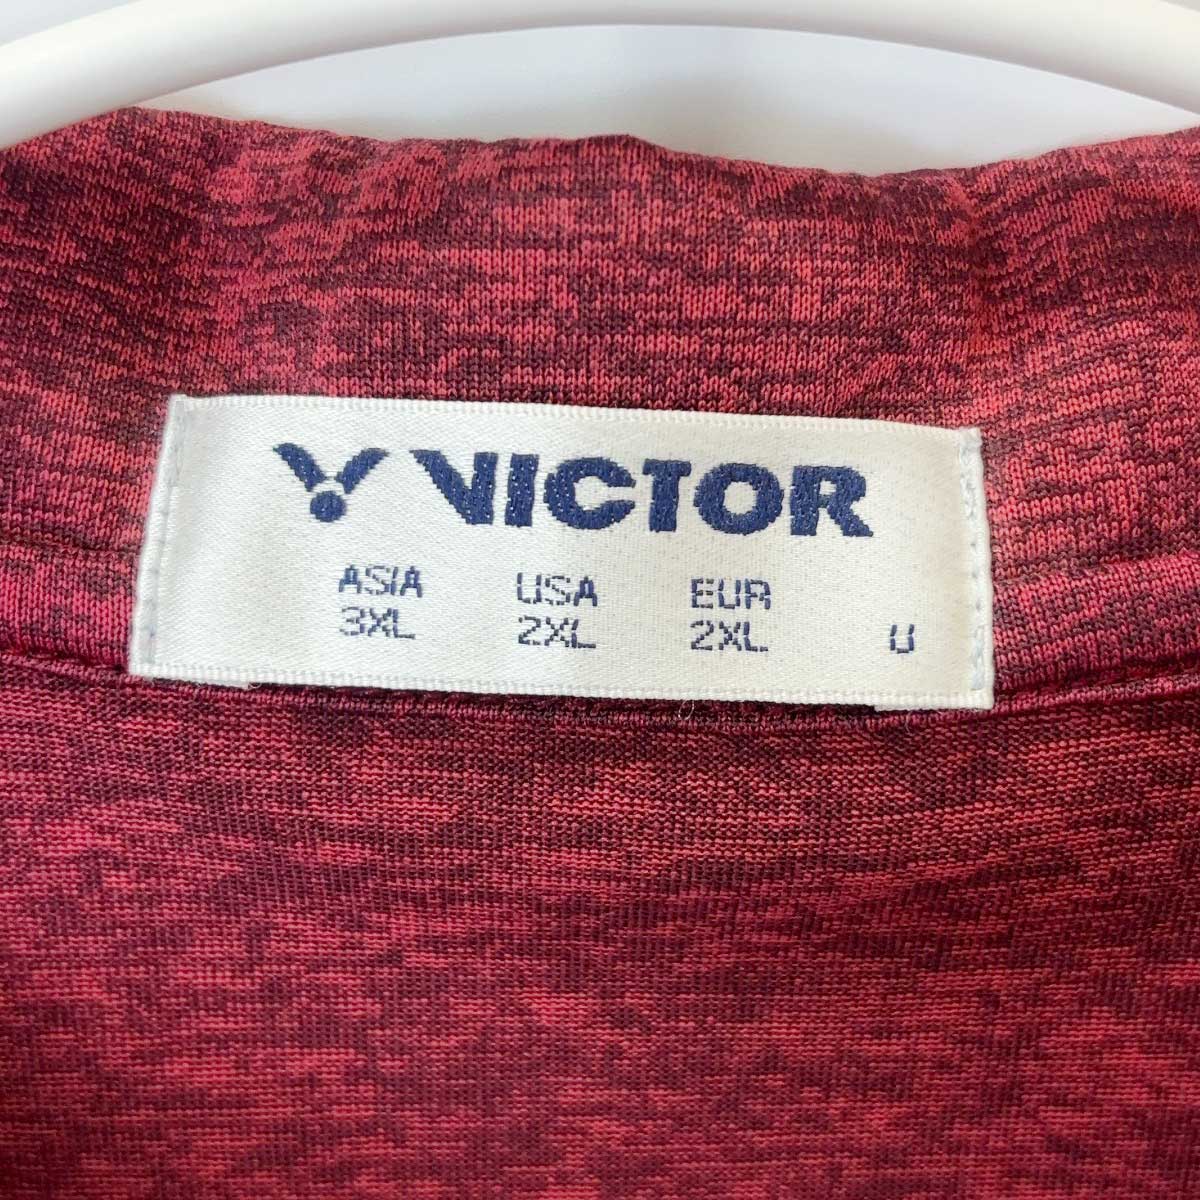 VICTOR
ASIA USA EUR
3XL 2XL 2XL U